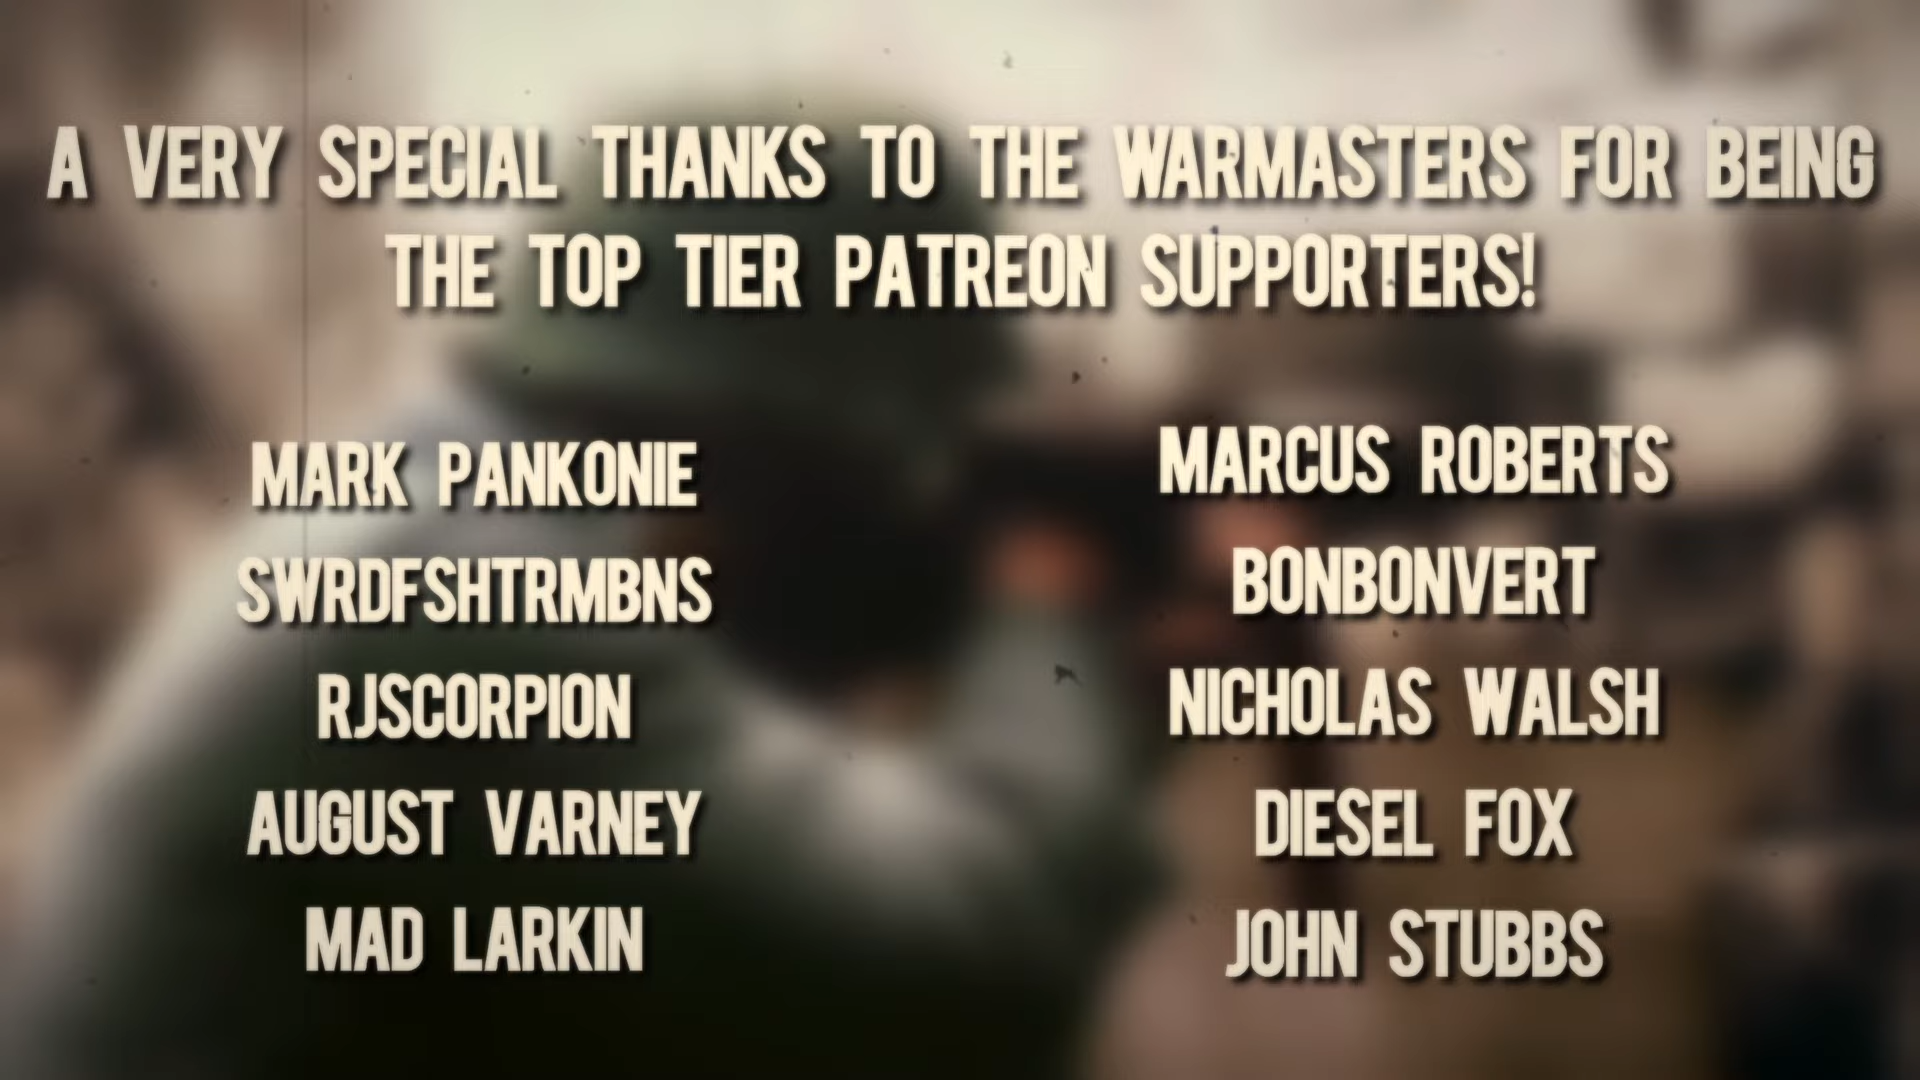 A VERY SPECIAL THANKS TO THE WARMASTERS FOR BEING
THE TOP TIER PATREON SUPPORTERS!
MARK PANKONIE
SWRDFSHTRMBNS
RJSCORPION
AUGUST VARNEY
MAD LARKIN
MARCUS ROBERTS
BONBONVERT
NICHOLAS WALSH
DIESEL FOX
JOHN STUBBS